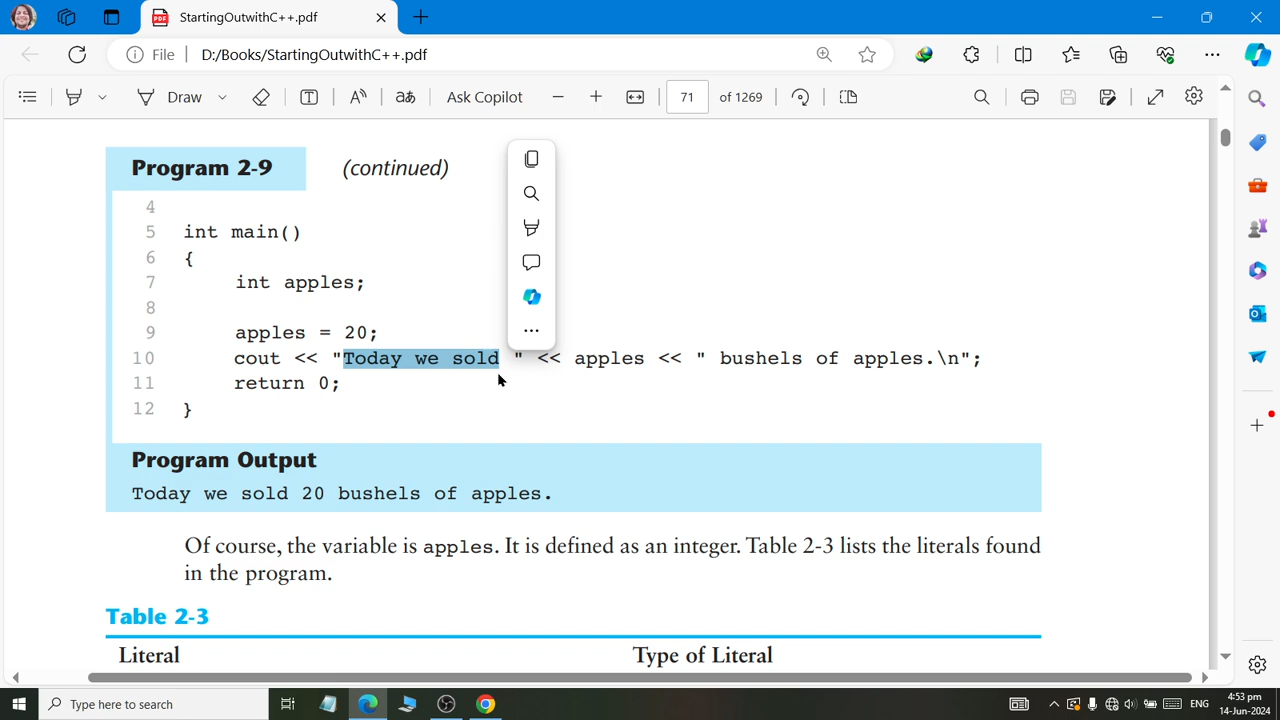 StartingOutwithC++.pdf
File
D:/Books/StartingOutwithC++.pdf
Draw
Ask Copilot
71 of 1269
Program 2-9 (continued)
4
5 int main()
6 {
7 int apples;
8
9 apples = 20;
10 cout << "Today we sold " << apples << " bushels of apples.\n";
11 return 0;
12 }
Program Output
Today we sold 20 bushels of apples.
Of course, the variable is apples. It is defined as an integer. Table 2-3 lists the literals found
in the program.
Table 2-3
Literal Type of Literal
Type here to search
ENG
4:53 pm
14-Jun-2024